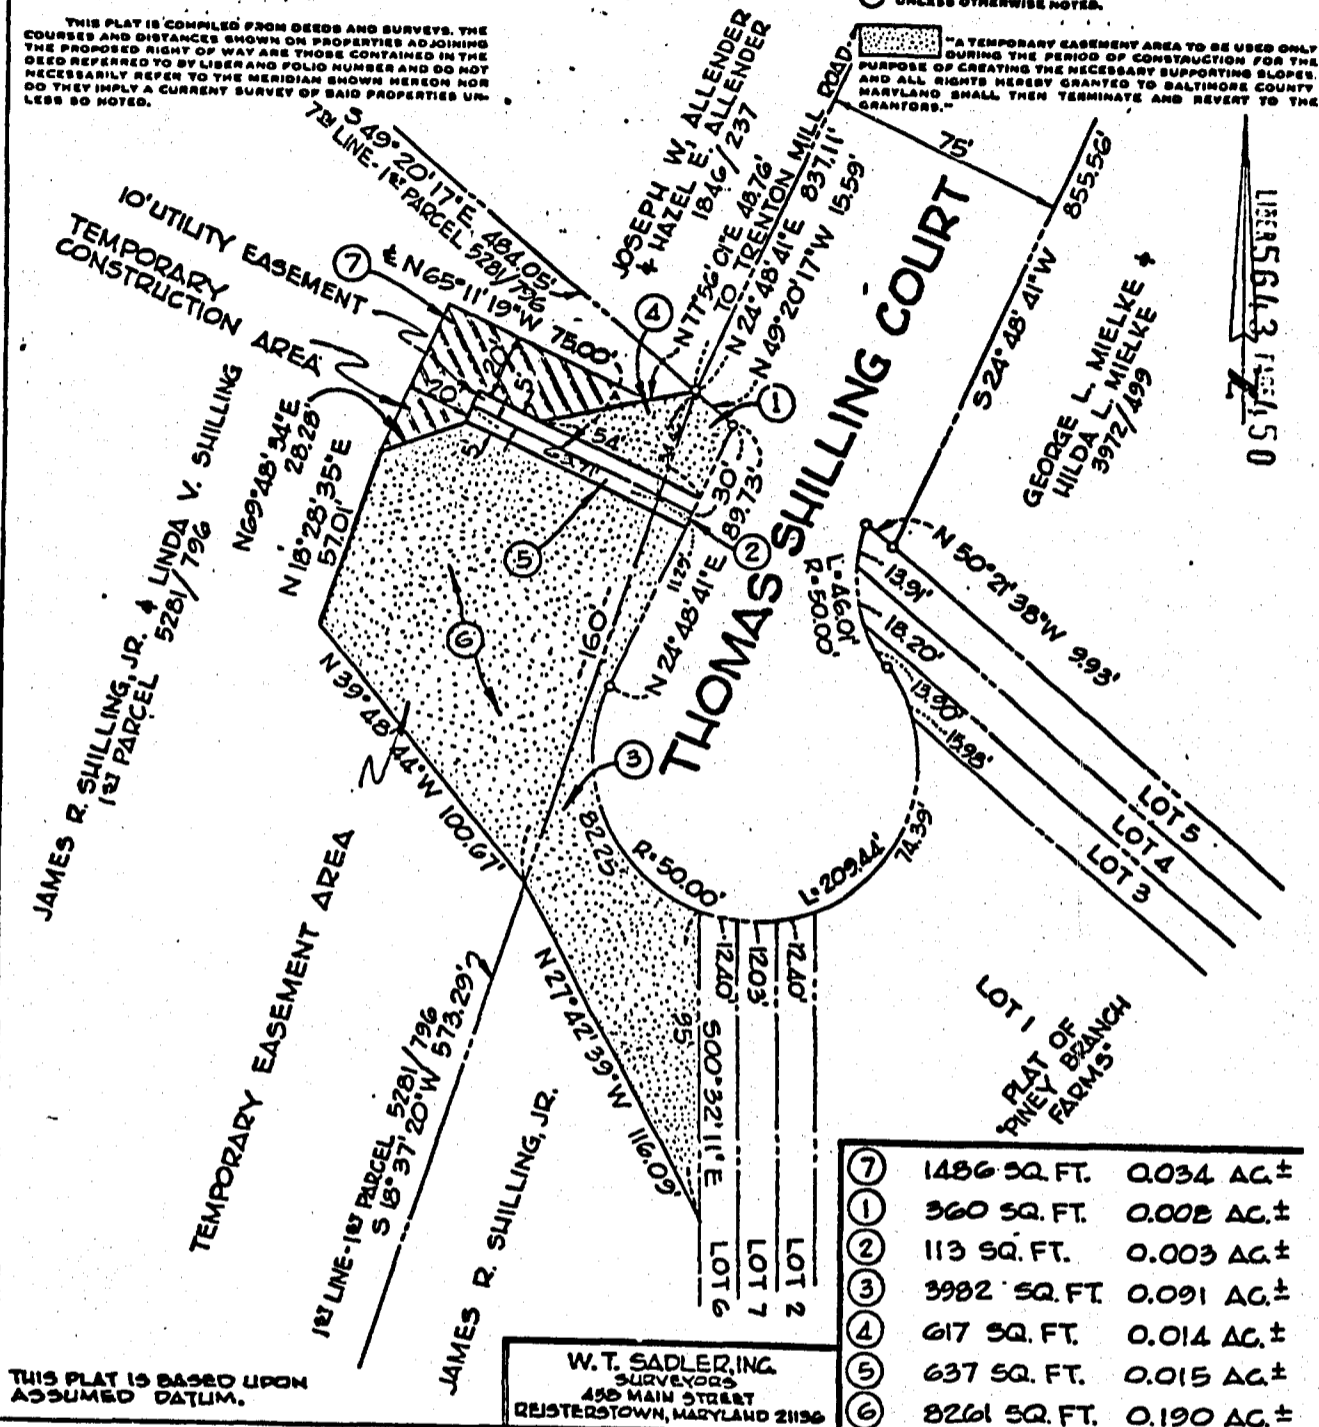 UNLESS OTHERWISE NOTED.
THIS PLAT IS COMPILED FROM DEEDS AND SURVEYS. THE
COURSES AND DISTANCES SHOWN ON PROPERTIES ADJOINING
THE PROPOSED RIGHT OF WAY ARE THOSE CONTAINED IN THE
DEED REFERRED TO BY LIBER AND FOLIO NUMBER AND DO NOT
NECESSARILY REFER TO THE MERIDIAN SHOWN HEREON NOR
DO THEY IMPLY A CURRENT SURVEY OF SAID PROPERTIES UN-
LESS SO NOTED.
"A TEMPORARY EASEMENT AREA TO BE USED ONLY
DURING THE PERIOD OF CONSTRUCTION FOR THE
PURPOSE OF CREATING THE NECESSARY SUPPORTING SLOPES.
AND ALL RIGHTS HEREBY GRANTED TO BALTIMORE COUNTY
MARYLAND SHALL THEN TERMINATE AND REVERT TO THE
GRANTORS."
S 49° 20' 17" E 484.05'
7TH LINE - 1ST PARCEL 5281/796
JOSEPH W. ALLENDER
& HAZEL E. ALLENDER
1846/237
N 77° 56' 01" E 48.76'
TO TRENTON MILL ROAD
N 24° 48' 41" E 837.11'
N 49° 20' 17" W 15.59'
75'
855.56'
S 24° 48' 41" W
LIBER 5643
450
GEORGE L. MIELKE &
HILDA L. MIELKE
3972/499
10' UTILITY EASEMENT
TEMPORARY
CONSTRUCTION AREA
7
℄ N 65° 11' 19" W 75.00'
4
1
20
20
5
54
5
63.71'
30'
89.73'
11.29'
N 24° 48' 41" E
2
THOMAS SHILLING COURT
JAMES R. SHILLING, JR. & LINDA V. SHILLING
1ST PARCEL 5281/796
N 69° 48' 34" E
28.28'
N 18° 28' 35" E
57.01'
5
6
160
3
N 39° 48' 44" W 100.67'
TEMPORARY EASEMENT AREA
82.25'
R=50.00'
L=209.44'
74.39'
L=46.01'
R=50.00'
N 50° 21' 38" W 9.93'
13.91'
18.20'
13.90'
15.98'
LOT 5
LOT 4
LOT 3
LOT 1
PLAT OF
"PINEY BRANCH
FARMS"
N 27° 42' 39" W 116.09'
95
S 00° 32' 11" E
12.40'
12.03'
12.40'
LOT 6
LOT 7
LOT 2
1ST LINE - 1ST PARCEL 5281/796
S 18° 37' 20" W 573.29'
JAMES R. SHILLING, JR.
7 1486 SQ. FT. 0.034 AC.±
1 360 SQ. FT. 0.008 AC.±
2 113 SQ. FT. 0.003 AC.±
3 3982 SQ. FT. 0.091 AC.±
4 617 SQ. FT. 0.014 AC.±
5 637 SQ. FT. 0.015 AC.±
6 8261 SQ. FT. 0.190 AC.±
THIS PLAT IS BASED UPON
ASSUMED DATUM.
W. T. SADLER, INC.
SURVEYORS
MAIN STREET
REISTERSTOWN, MARYLAND 21136